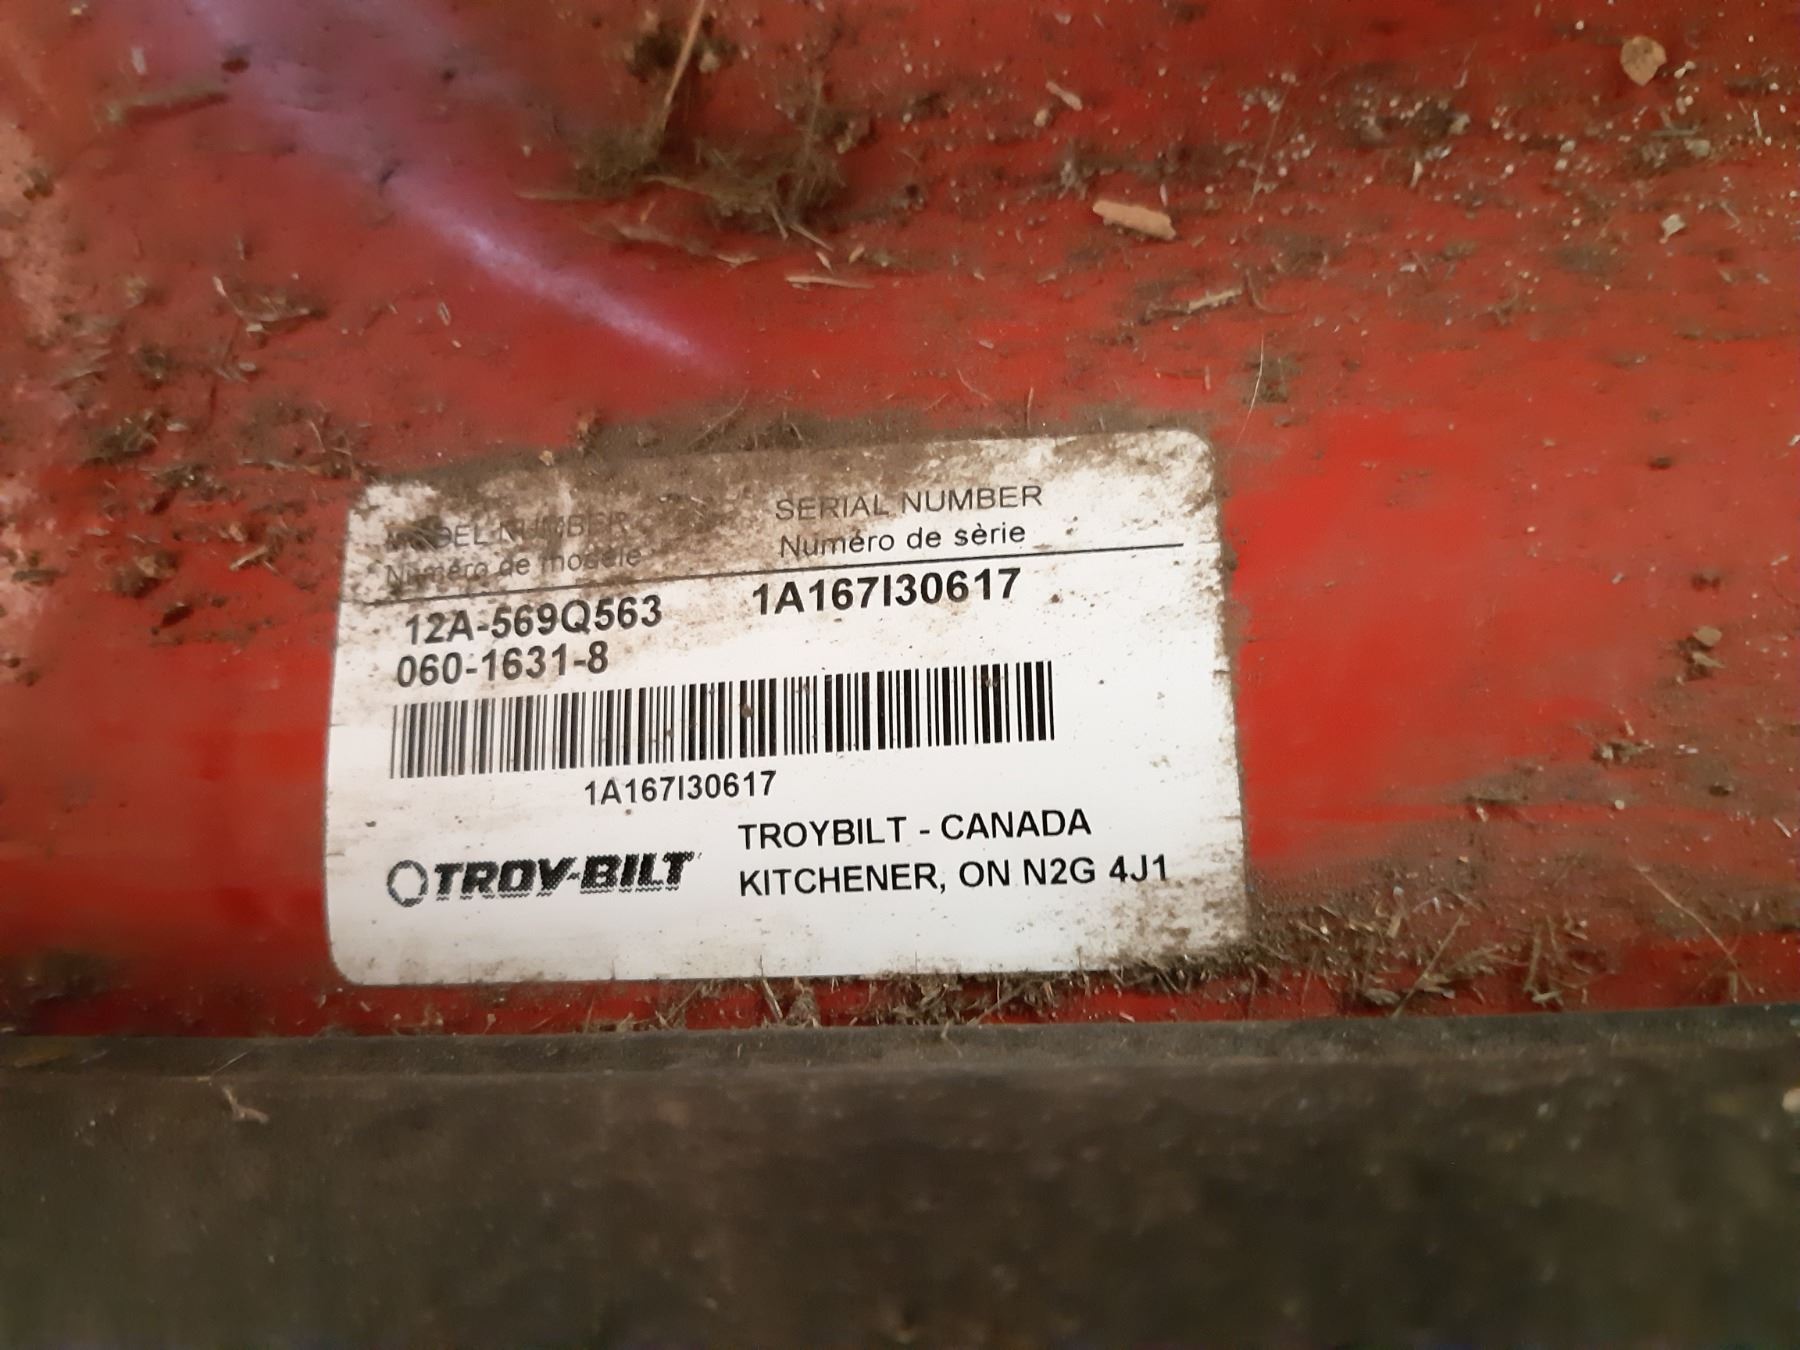 MODEL NUMBER
Numéro de modèle
SERIAL NUMBER
Numéro de sèrie
12A-569Q563
060-1631-8
1A167I30617
1A167I30617
TROY-BILT
TROYBILT - CANADA
KITCHENER, ON N2G 4J1